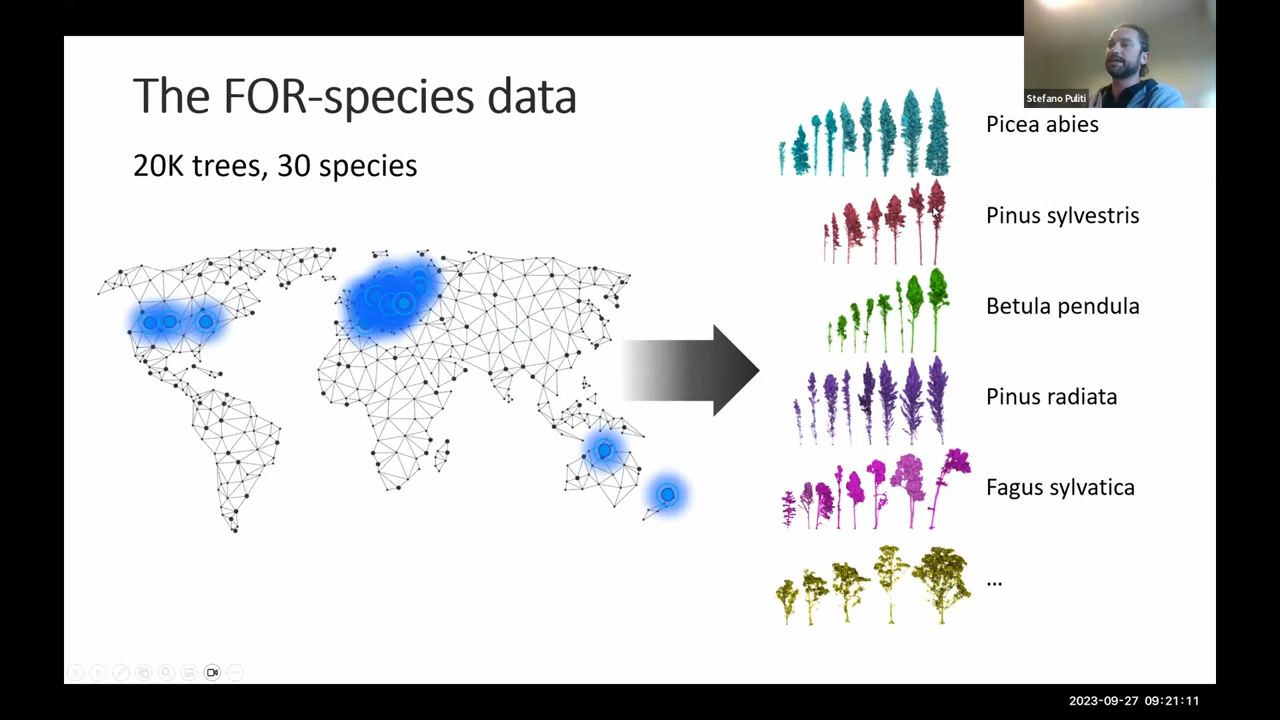 The FOR-species data
20K trees, 30 species
Stefano Puliti
Picea abies
Pinus sylvestris
Betula pendula
Pinus radiata
Fagus sylvatica
...
2023-09-27 09:21:11